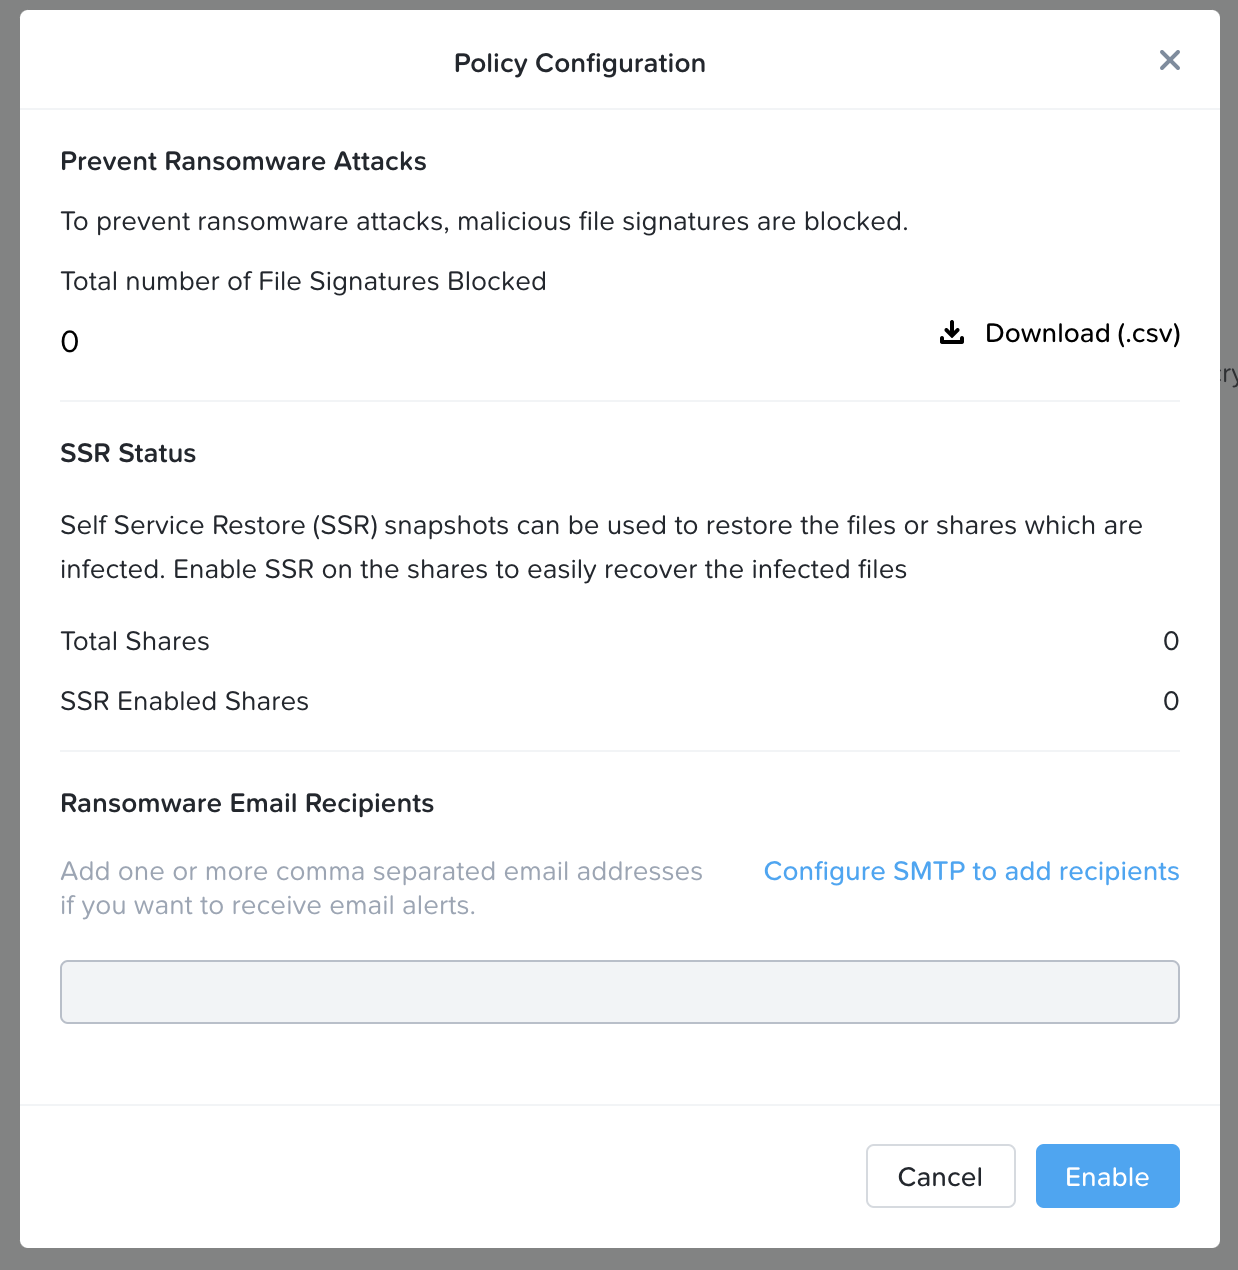 Policy Configuration
Prevent Ransomware Attacks
To prevent ransomware attacks, malicious file signatures are blocked.
Total number of File Signatures Blocked
0
Download (.csv)
SSR Status
Self Service Restore (SSR) snapshots can be used to restore the files or shares which are
infected. Enable SSR on the shares to easily recover the infected files
Total Shares 0
SSR Enabled Shares 0
Ransomware Email Recipients
Add one or more comma separated email addresses
if you want to receive email alerts.
Configure SMTP to add recipients
Cancel Enable